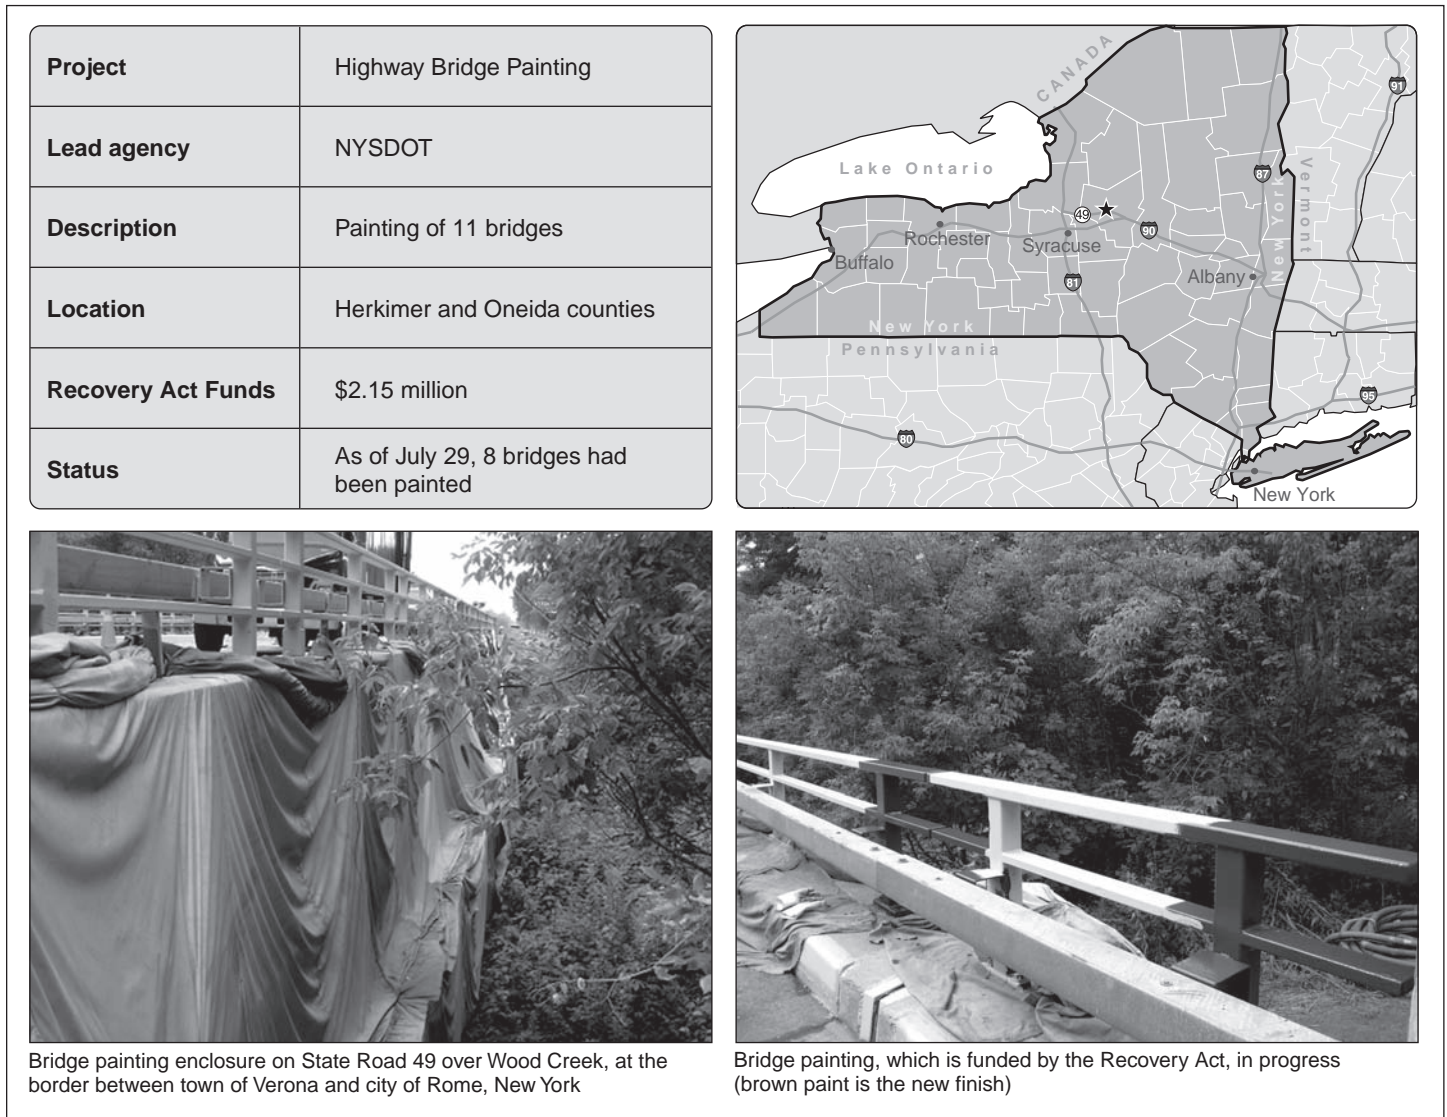 Project
Highway Bridge Painting
Lead agency
NYSDOT
Description
Painting of 11 bridges
Location
Herkimer and Oneida counties
Recovery Act Funds
$2.15 million
Status
As of July 29, 8 bridges had
been painted
CANADA
91
Lake Ontario
87
New York
Vermont
49
Rochester
Syracuse
90
Buffalo
Albany
81
New York
Pennsylvania
95
80
New York
Bridge painting enclosure on State Road 49 over Wood Creek, at the
border between town of Verona and city of Rome, New York
Bridge painting, which is funded by the Recovery Act, in progress
(brown paint is the new finish)